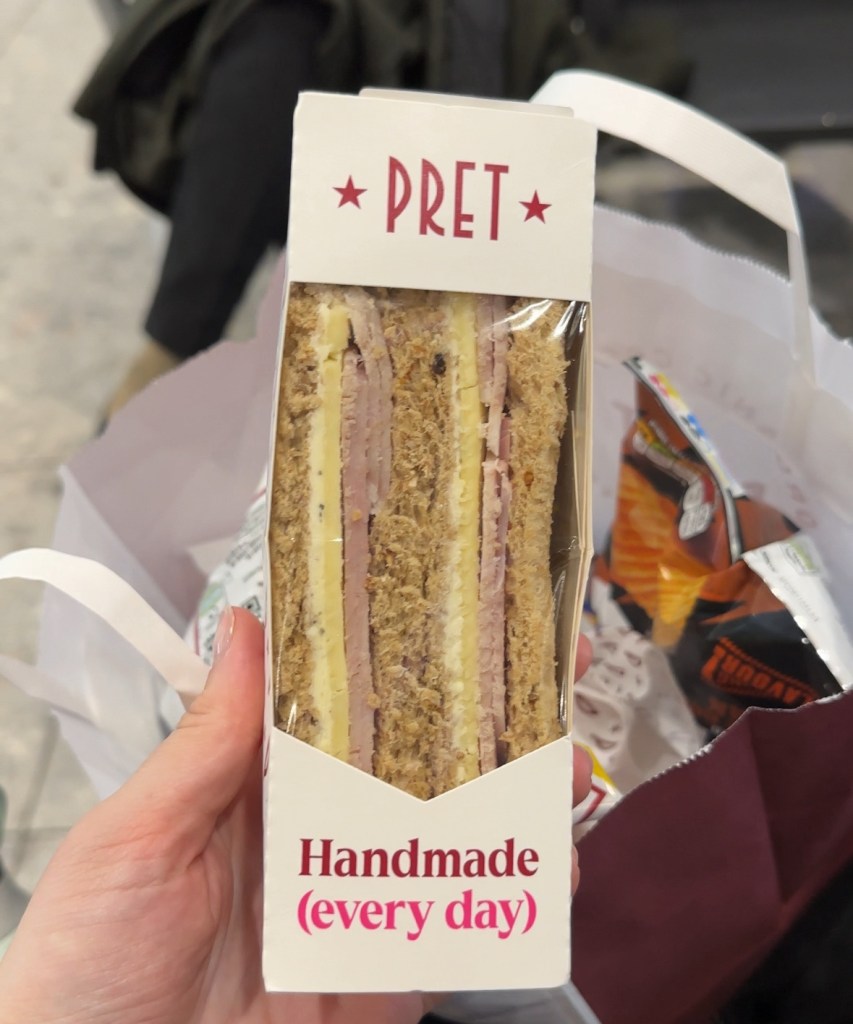 ★ PRET ★
Handmade
(every day)